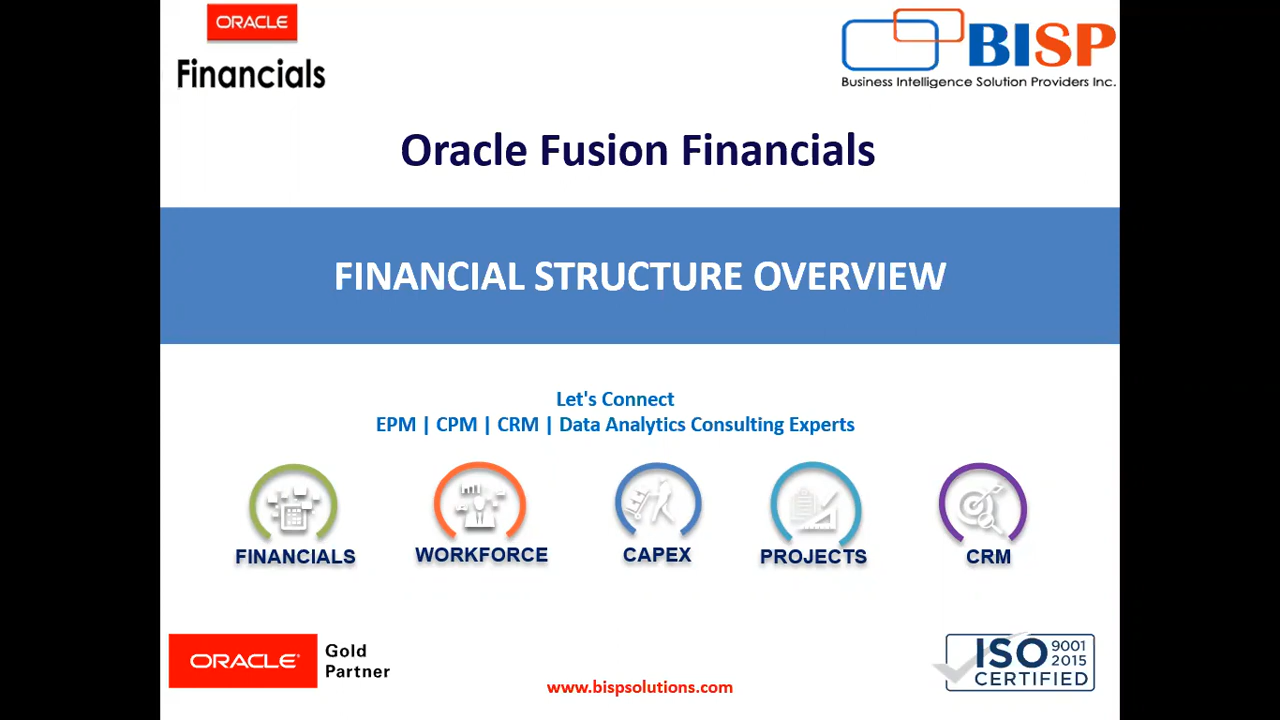 ORACLE
Financials
BISP
Business Intelligence Solution Providers Inc.
Oracle Fusion Financials
FINANCIAL STRUCTURE OVERVIEW
Let's Connect
EPM | CPM | CRM | Data Analytics Consulting Experts
FINANCIALS
WORKFORCE
CAPEX
PROJECTS
CRM
ORACLE®
Gold
Partner
www.bispsolutions.com
ISO 9001
2015
CERTIFIED